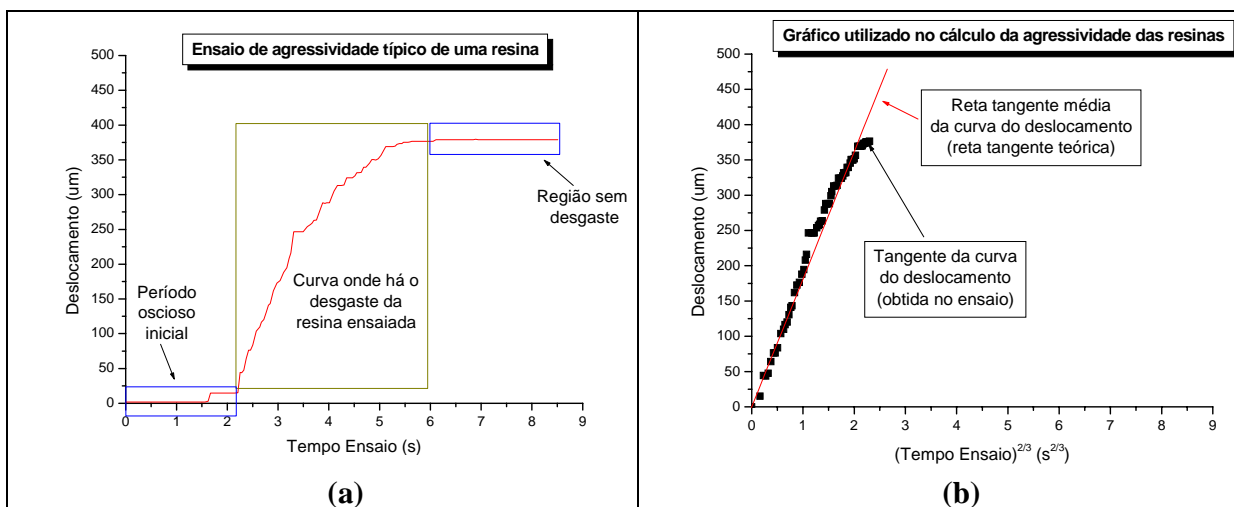 Ensaio de agressividade típico de uma resina
500
450
400
350
300
250
200
150
100
50
0
Deslocamento (um)
Período
oscioso
inicial
Curva onde há o
desgaste da
resina ensaiada
Região sem
desgaste
0 1 2 3 4 5 6 7 8 9
Tempo Ensaio (s)
(a)
Gráfico utilizado no cálculo da agressividade das resinas
500
450
400
350
300
250
200
150
100
50
0
Deslocamento (um)
Reta tangente média
da curva do deslocamento
(reta tangente teórica)
Tangente da curva
do deslocamento
(obtida no ensaio)
0 1 2 3 4 5 6 7 8 9
(Tempo Ensaio)^2/3 (s^2/3)
(b)